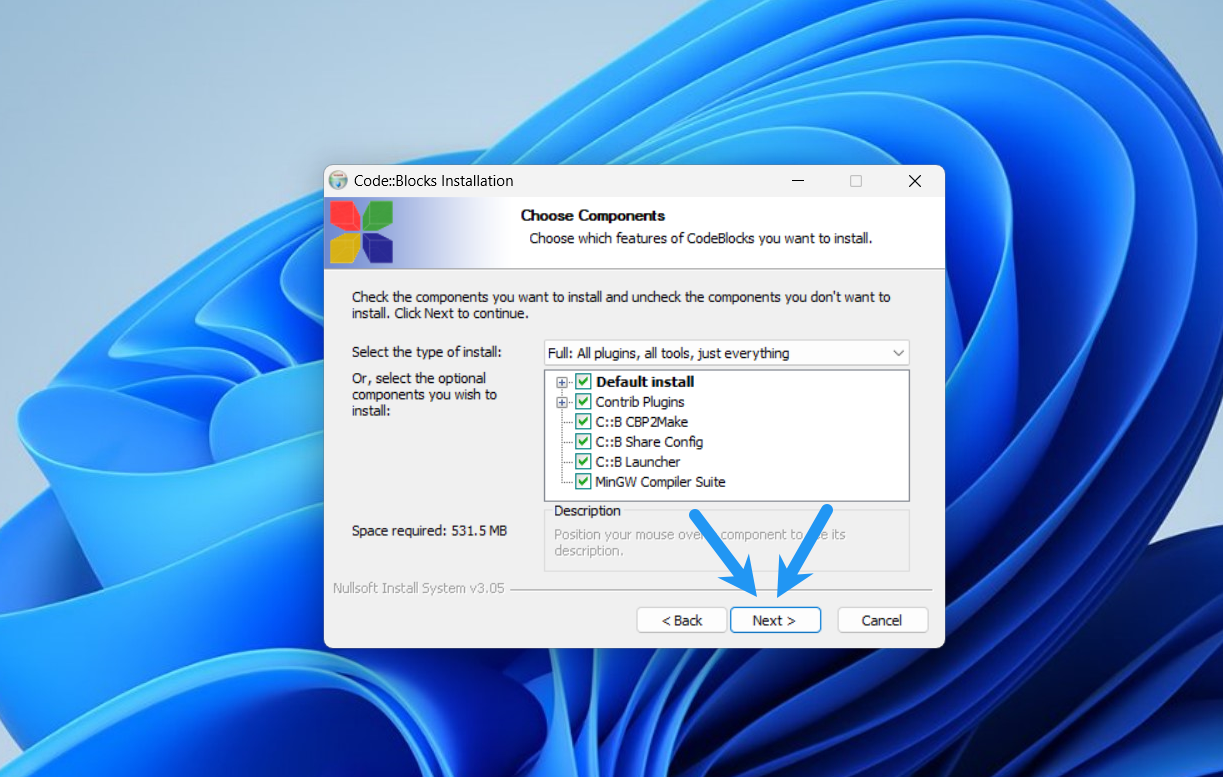 Code::Blocks Installation
Choose Components
Choose which features of CodeBlocks you want to install.
Check the components you want to install and uncheck the components you don't want to
install. Click Next to continue.
Select the type of install:
Full: All plugins, all tools, just everything
Or, select the optional
components you wish to
install:
Default install
Contrib Plugins
C::B CBP2Make
C::B Share Config
C::B Launcher
MinGW Compiler Suite
Space required: 531.5 MB
Description
Position your mouse over component to its
description.
Nullsoft Install System v3.05
< Back
Next >
Cancel